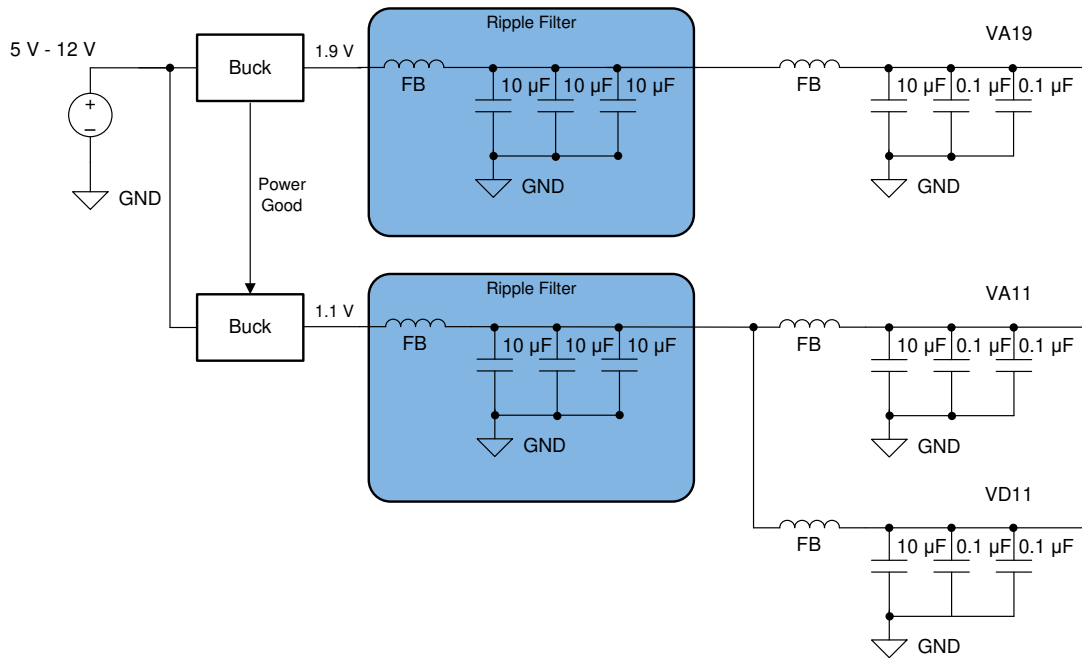 Ripple Filter
VA19
5 V - 12 V
Buck
1.9 V
FB
10 µF 10 µF 10 µF
FB
10 µF 0.1 µF 0.1 µF
+
−
GND
Power
Good
GND
GND
Ripple Filter
VA11
Buck
1.1 V
FB
10 µF 10 µF 10 µF
FB
10 µF 0.1 µF 0.1 µF
GND
GND
VD11
FB
10 µF 0.1 µF 0.1 µF
GND